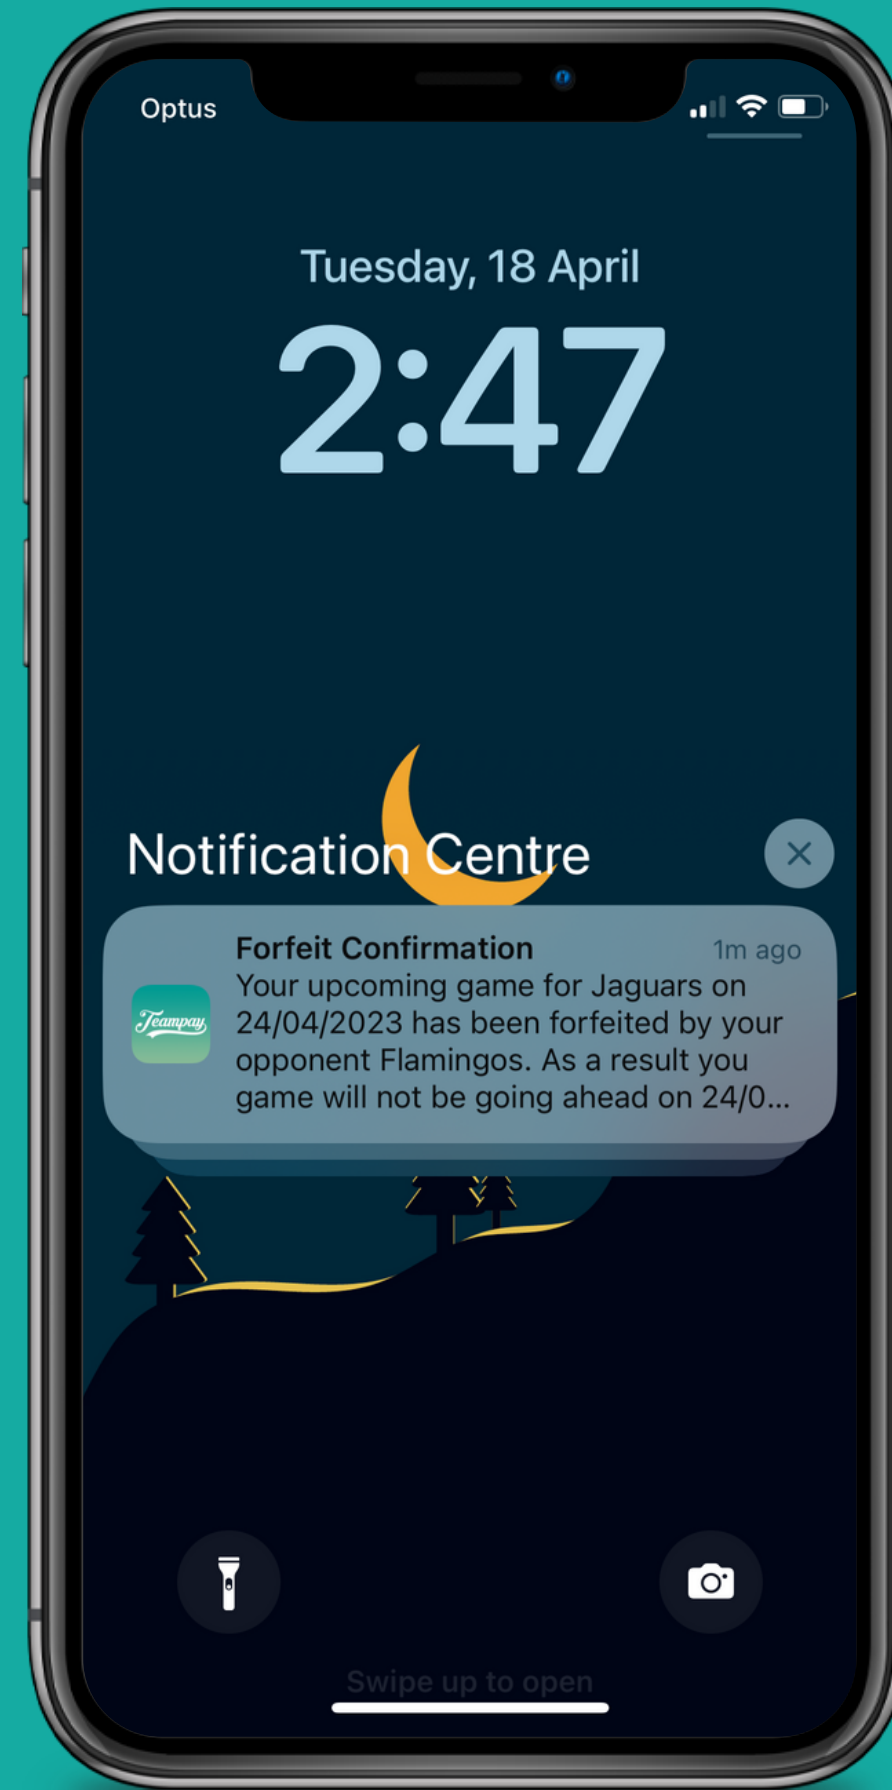 Optus
Tuesday, 18 April
2:47
Notification Centre
Forfeit Confirmation 1m ago
Teampay
Your upcoming game for Jaguars on
24/04/2023 has been forfeited by your
opponent Flamingos. As a result you
game will not be going ahead on 24/0...
Swipe up to open